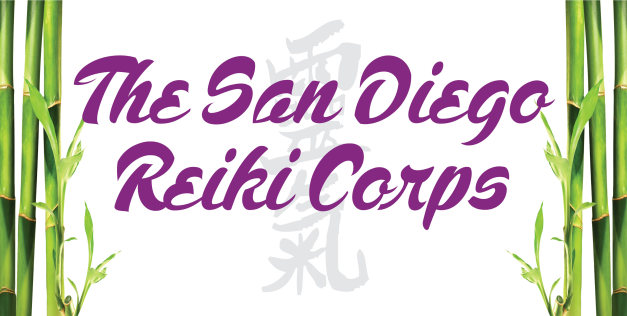 The San Diego
Reiki Corps
靈
氣